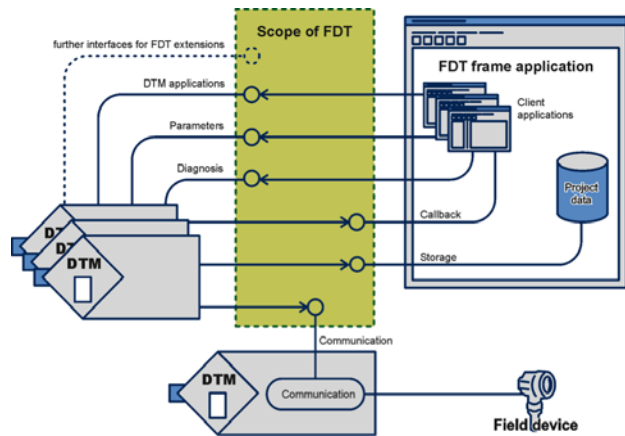 Scope of FDT
further interfaces for FDT extensions
FDT frame application
DTM applications
Client
applications
Parameters
Diagnosis
Project
data
Callback
DTM
DTM
DTM
Storage
Communication
DTM
Communication
Field device